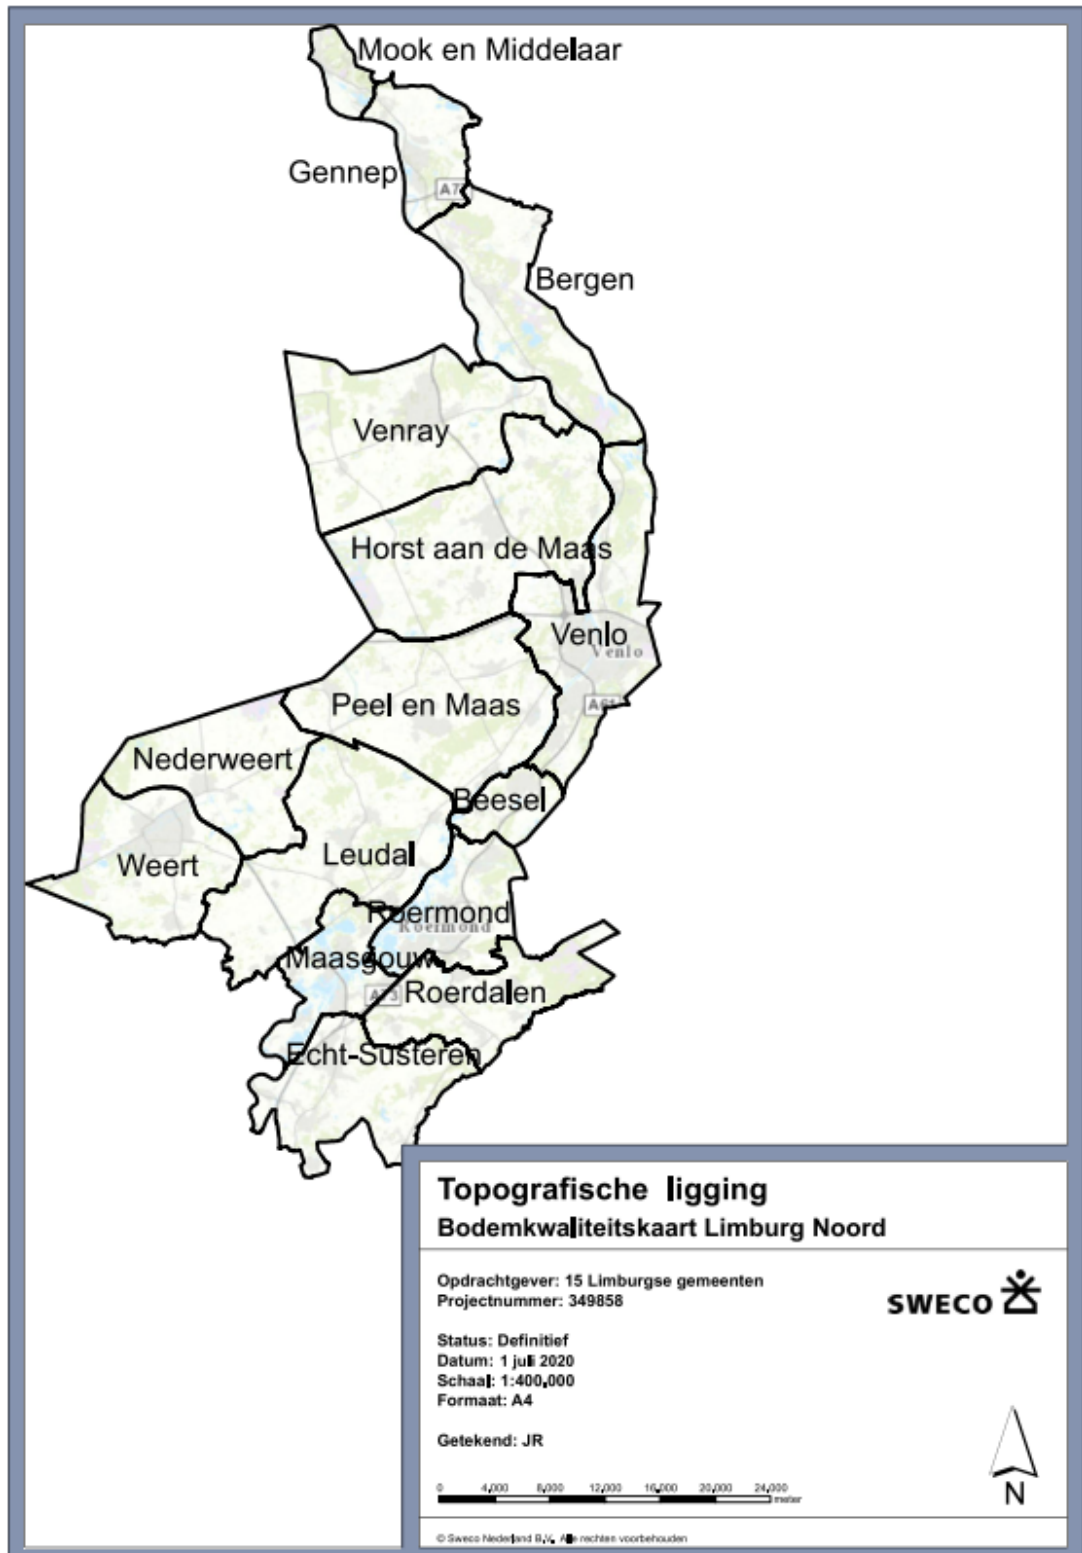 Mook en Middelaar
Gennep
A7
Bergen
Venray
Horst aan de Maas
Venlo
Venlo
Peel en Maas
A61
Nederweert
Beesel
Weert
Leudal
Roermond
Roermond
Maasgouw
A73
Roerdalen
Echt-Susteren
Topografische ligging
Bodemkwaliteitskaart Limburg Noord
Opdrachtgever: 15 Limburgse gemeenten
Projectnummer: 349858
SWECO
Status: Definitief
Datum: 1 juli 2020
Schaal: 1:400.000
Formaat: A4
Getekend: JR
N
0 4,000 8,000 12,000 16,000 20,000 24,000
meter
© Sweco Nederland B.V. Alle rechten voorbehouden